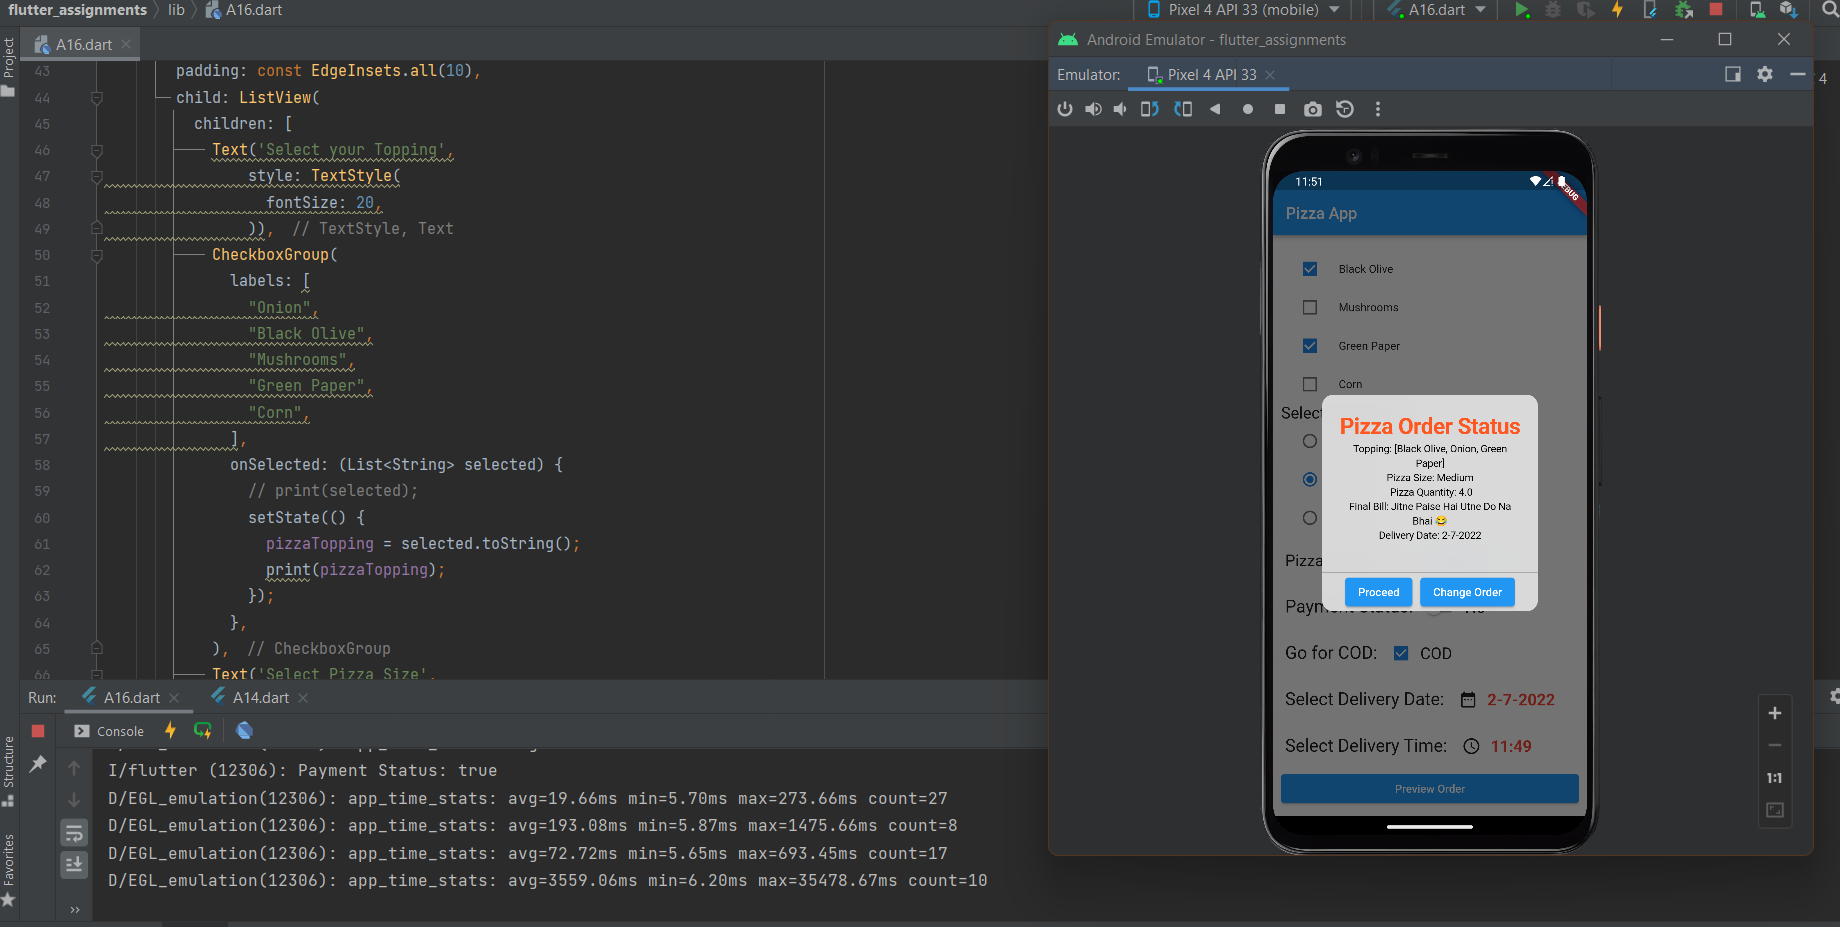 flutter_assignments lib A16.dart
Pixel 4 API 33 (mobile) A16.dart
A16.dart
Project
43 padding: const EdgeInsets.all(10),
44 child: ListView(
45 children: [
46 Text('Select your Topping',
47 style: TextStyle(
48 fontSize: 20,
49 )), // TextStyle, Text
50 CheckboxGroup(
51 labels: [
52 "Onion",
53 "Black Olive",
54 "Mushrooms",
55 "Green Paper",
56 "Corn",
57 ],
58 onSelected: (List<String> selected) {
59 // print(selected);
60 setState(() {
61 pizzaTopping = selected.toString();
62 print(pizzaTopping);
63 });
64 },
65 ), // CheckboxGroup
66 Text('Select Pizza Size',
Run: A16.dart A14.dart
Console
Structure
Favorites
I/flutter (12306): Payment Status: true
D/EGL_emulation(12306): app_time_stats: avg=19.66ms min=5.70ms max=273.66ms count=27
D/EGL_emulation(12306): app_time_stats: avg=193.08ms min=5.87ms max=1475.66ms count=8
D/EGL_emulation(12306): app_time_stats: avg=72.72ms min=5.65ms max=693.45ms count=17
D/EGL_emulation(12306): app_time_stats: avg=3559.06ms min=6.20ms max=35478.67ms count=10
Android Emulator - flutter_assignments
Emulator: Pixel 4 API 33
4
11:51
Pizza App
Black Olive
Mushrooms
Green Paper
Corn
Select
Pizza Order Status
Topping: [Black Olive, Onion, Green
Paper]
Pizza Size: Medium
Pizza Quantity: 4.0
Final Bill: Jitne Paise Hai Utne Do Na
Bhai 😂
Delivery Date: 2-7-2022
Proceed Change Order
Pizza
Payment Status: No
Go for COD: COD
Select Delivery Date: 2-7-2022
Select Delivery Time: 11:49
Preview Order
1:1